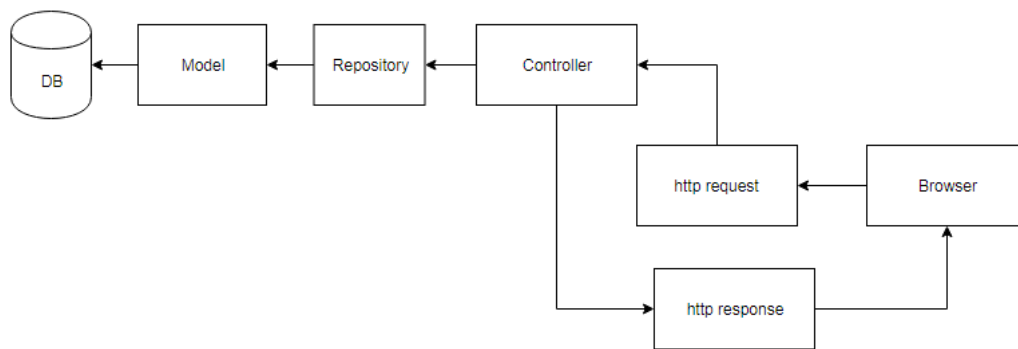 DB
Model
Repository
Controller
http request
Browser
http response